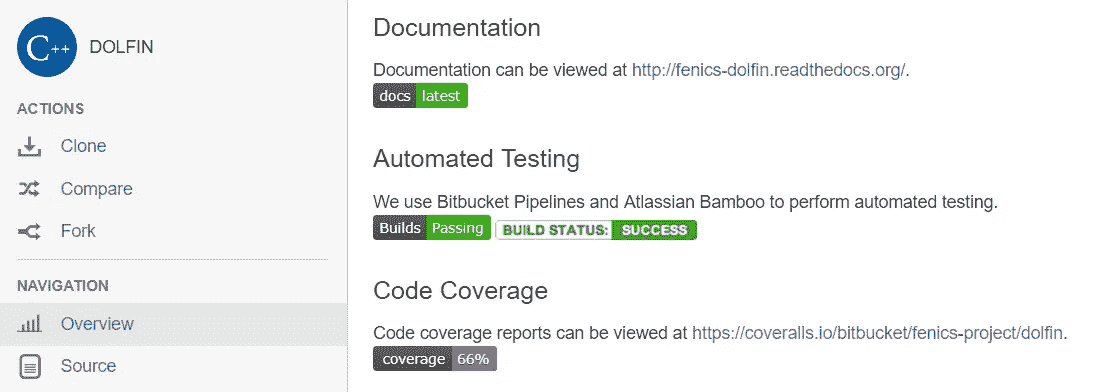 C++ DOLFIN
ACTIONS
Clone
Compare
Fork
NAVIGATION
Overview
Source
Documentation
Documentation can be viewed at http://fenics-dolfin.readthedocs.org/.
docs latest
Automated Testing
We use Bitbucket Pipelines and Atlassian Bamboo to perform automated testing.
Builds Passing BUILD STATUS: SUCCESS
Code Coverage
Code coverage reports can be viewed at https://coveralls.io/bitbucket/fenics-project/dolfin.
coverage 66%